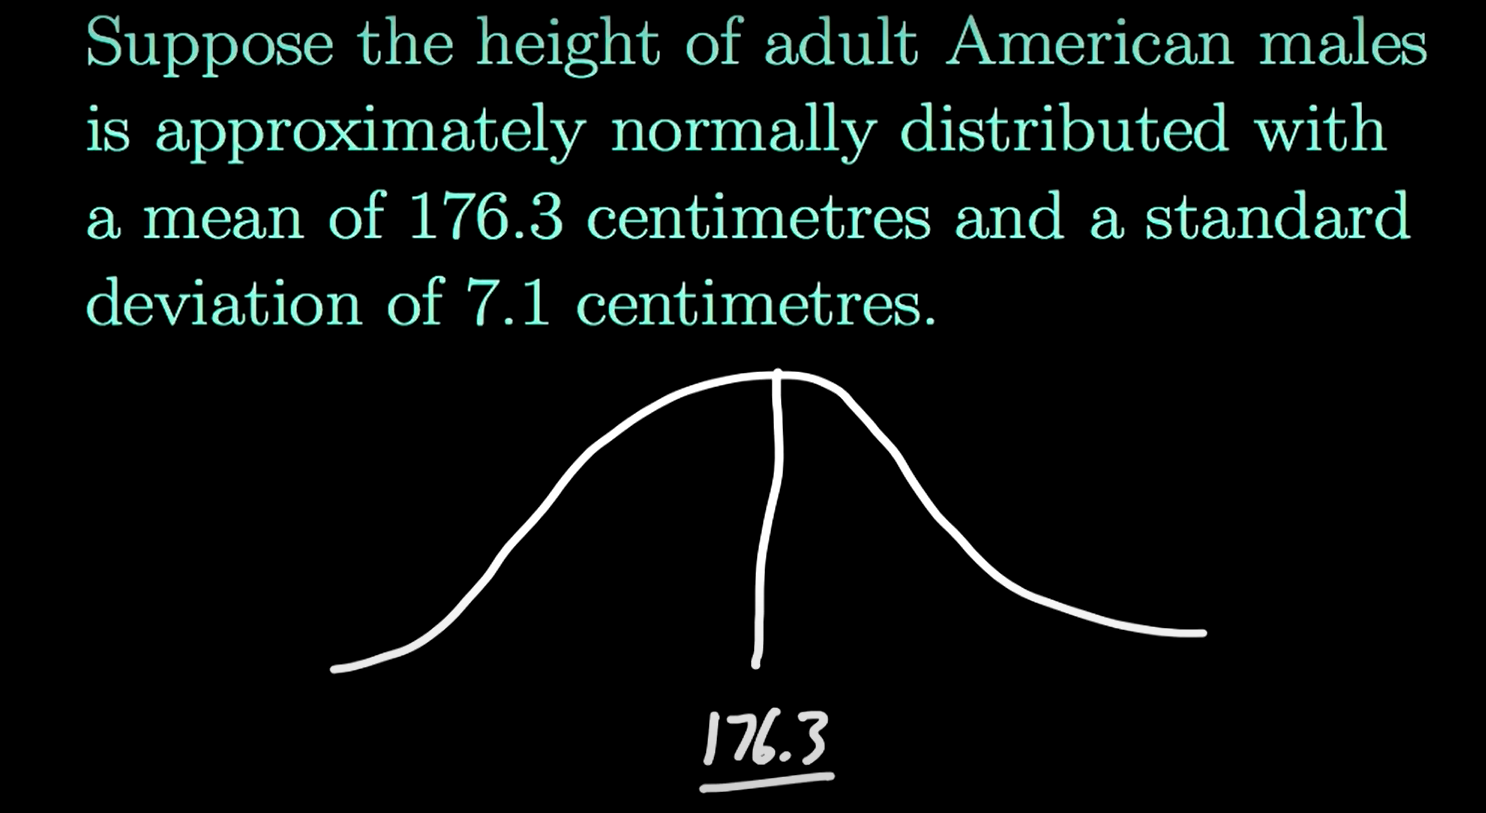 Suppose the height of adult American males
is approximately normally distributed with
a mean of 176.3 centimetres and a standard
deviation of 7.1 centimetres.
176.3